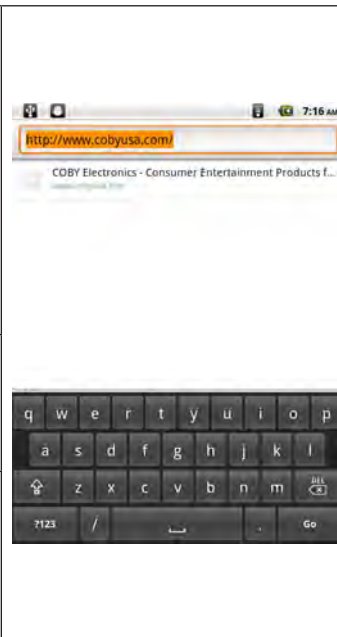 7:16 AM
http://www.cobyusa.com/
COBY Electronics - Consumer Entertainment Products f...
q w e r t y u i o p
a s d f g h j k l
z x c v b n m DEL
?123 / . Go